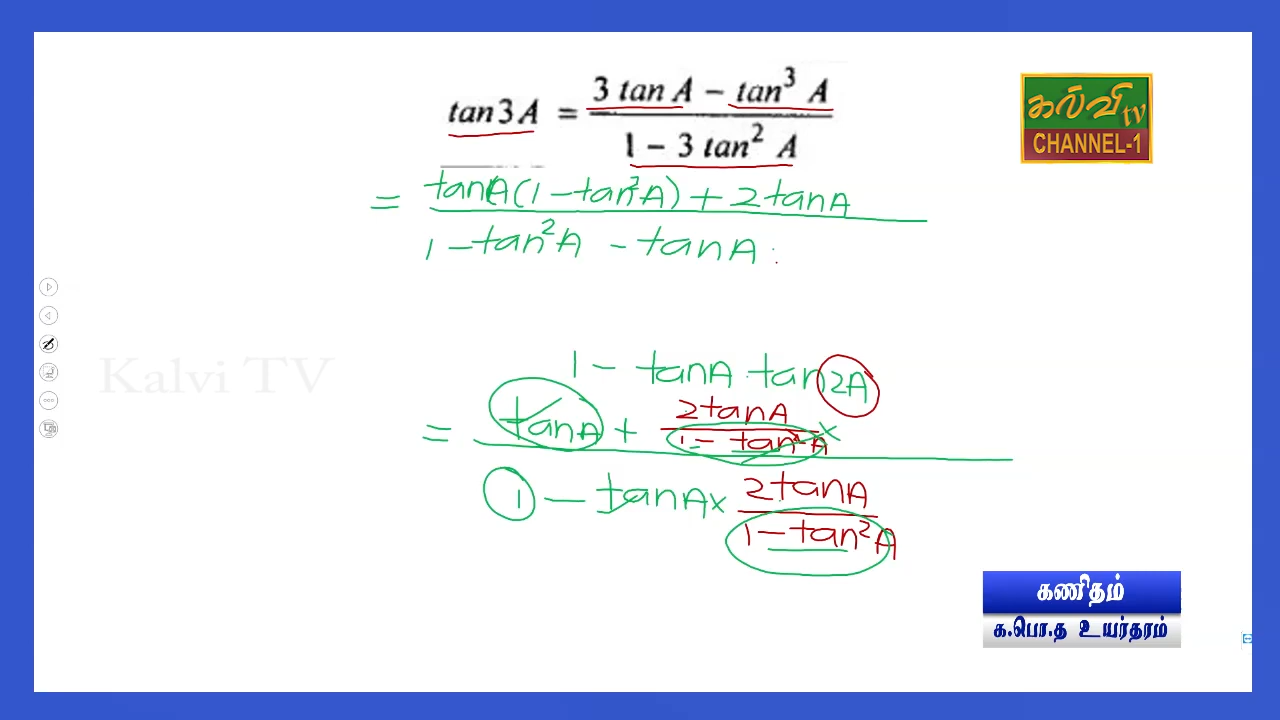 tan3A = 3 tan A − tan³ A / 1 − 3 tan² A
கல்வி tv
CHANNEL-1
= tanA(1 − tan²A) + 2tanA / 1 − tan²A − tanA
Kalvi TV
1 − tanA tan2A
= tanA + 2tanA / 1 − tan²A ×
1 − tanA × 2tanA / 1 − tan²A
கணிதம்
க.பொ.த உயர்தரம்